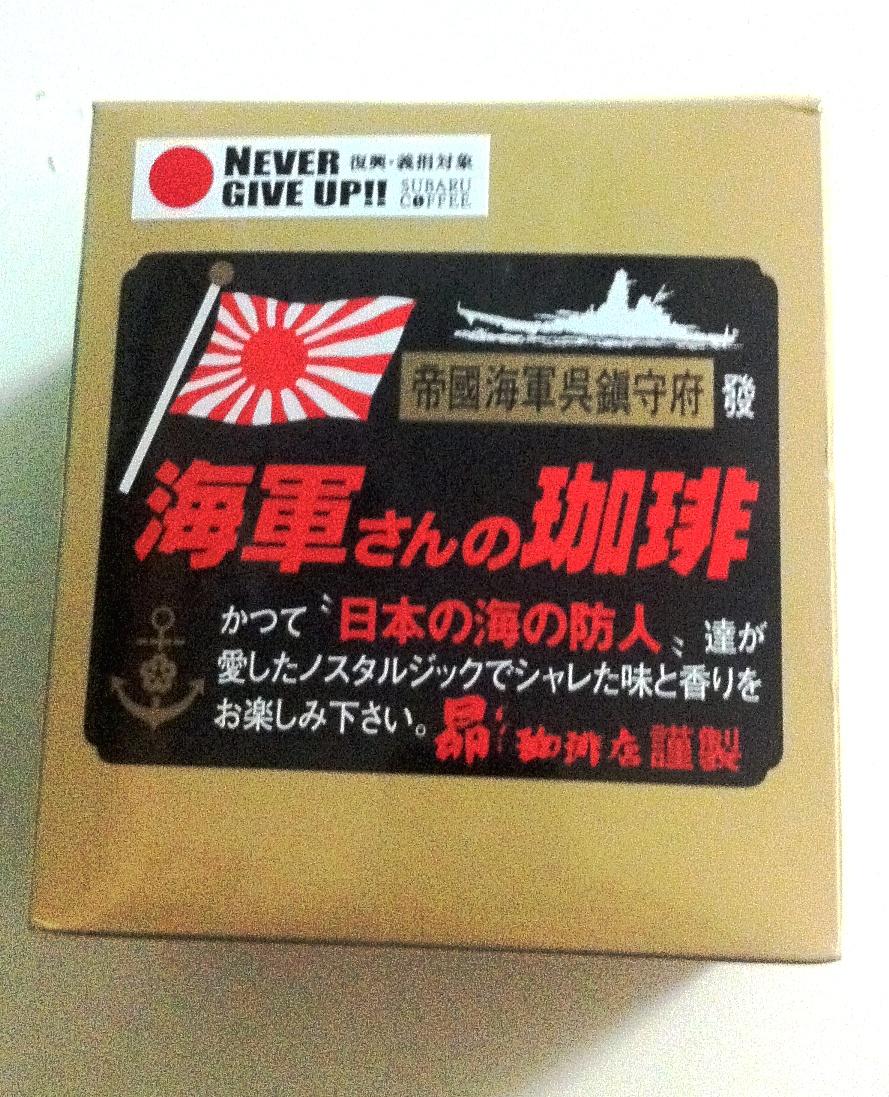 NEVER 復興・義捐対象
GIVE UP!! SUBARU COFFEE
帝國海軍呉鎮守府 發
海軍さんの珈琲
かつて〝日本の海の防人〟達が
愛したノスタルジックでシャレた味と香りを
お楽しみ下さい。昴珈琲店謹製